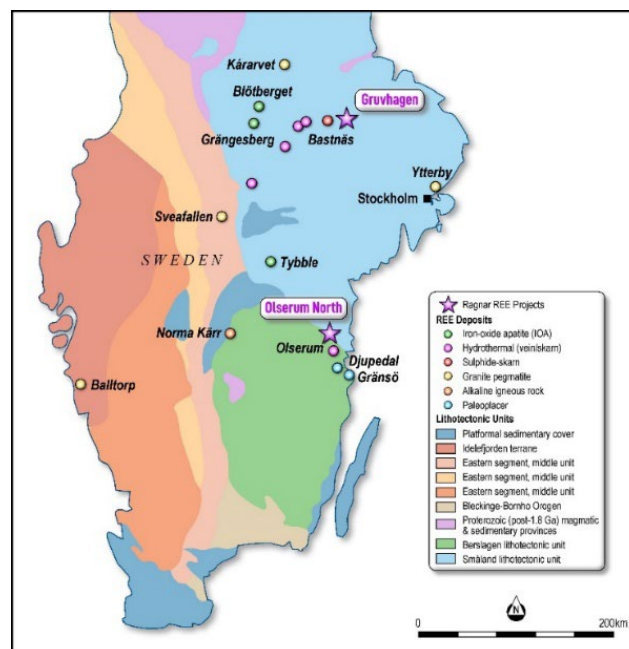 Kårarvet
Blötberget
Gruvhagen
Grängesberg
Bastnäs
Ytterby
Stockholm
Sveafallen
SWEDEN
Tybble
Olserum North
Norma Kärr
Olserum
Djupedal
Gränsö
Balltorp
Ragnar REE Projects
REE Deposits
Iron-oxide apatite (IOA)
Hydrothermal (vein/skarn)
Sulphide-skarn
Granite pegmatite
Alkaline igneous rock
Paleoplacer
Lithotectonic Units
Platformal sedimentary cover
Idefjorden terrane
Eastern segment, middle unit
Eastern segment, middle unit
Eastern segment, middle unit
Bleckinge-Bornho Orogen
Proterozoic (post-1.8 Ga) magmatic
& sedimentary provinces
Berslagen lithotectonic unit
Småland lithotectonic unit
N
0 200km